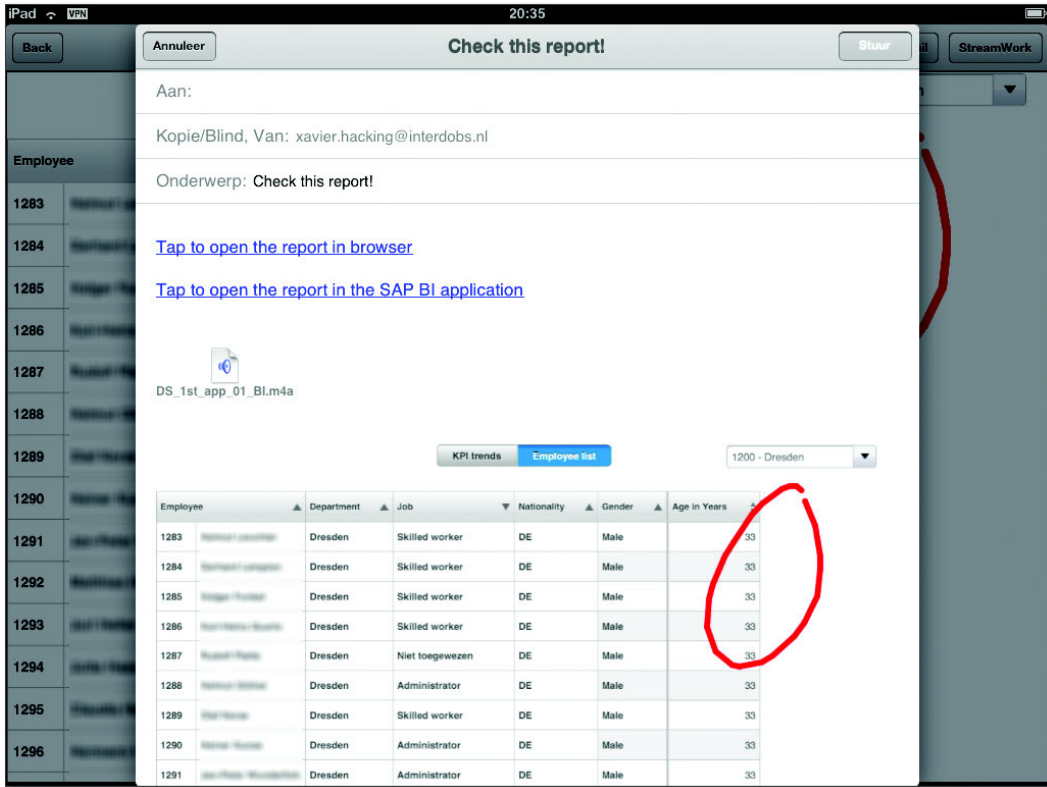 iPad VPN 20:35
Back Annuleer Check this report! Stuur il StreamWork
Aan:
Kopie/Blind, Van: xavier.hacking@interdobs.nl
Onderwerp: Check this report!
Tap to open the report in browser
Tap to open the report in the SAP BI application
DS_1st_app_01_BI.m4a
KPI trends Employee list 1200 - Dresden
Employee Department Job Nationality Gender Age in Years
1283 Dresden Skilled worker DE Male 33
1284 Dresden Skilled worker DE Male 33
1285 Dresden Skilled worker DE Male 33
1286 Dresden Skilled worker DE Male 33
1287 Dresden Niet toegewezen DE Male 33
1288 Dresden Administrator DE Male 33
1289 Dresden Skilled worker DE Male 33
1290 Dresden Administrator DE Male 33
1291 Dresden Administrator DE Male 33
Employee
1283
1284
1285
1286
1287
1288
1289
1290
1291
1292
1293
1294
1295
1296